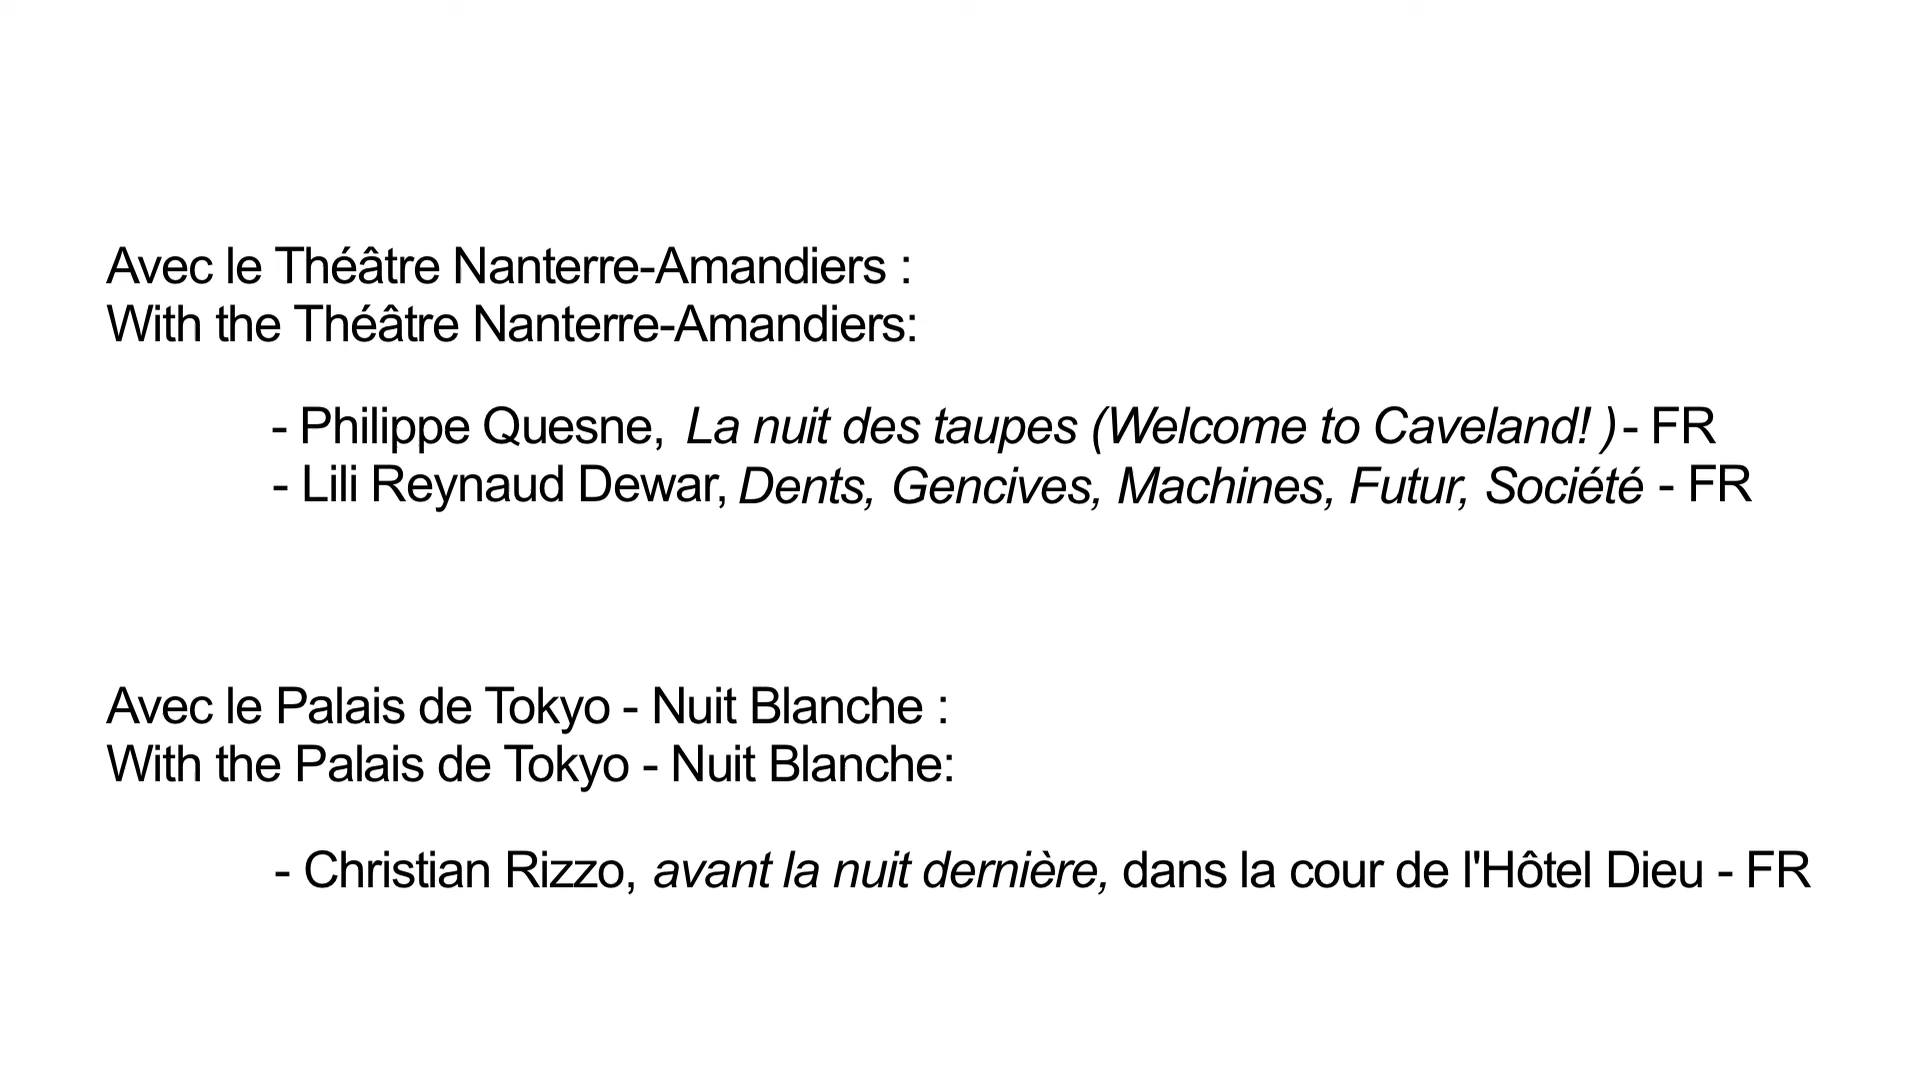 Avec le Théâtre Nanterre-Amandiers :
With the Théâtre Nanterre-Amandiers:
- Philippe Quesne, La nuit des taupes (Welcome to Caveland! )- FR
- Lili Reynaud Dewar, Dents, Gencives, Machines, Futur, Société - FR
Avec le Palais de Tokyo - Nuit Blanche :
With the Palais de Tokyo - Nuit Blanche:
- Christian Rizzo, avant la nuit dernière, dans la cour de l'Hôtel Dieu - FR